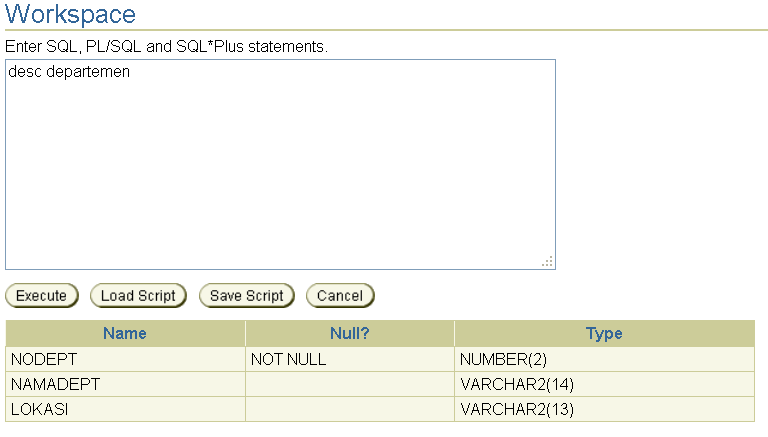 Workspace
Enter SQL, PL/SQL and SQL*Plus statements.
desc departemen
Execute Load Script Save Script Cancel
Name Null? Type
NODEPT NOT NULL NUMBER(2)
NAMADEPT VARCHAR2(14)
LOKASI VARCHAR2(13)